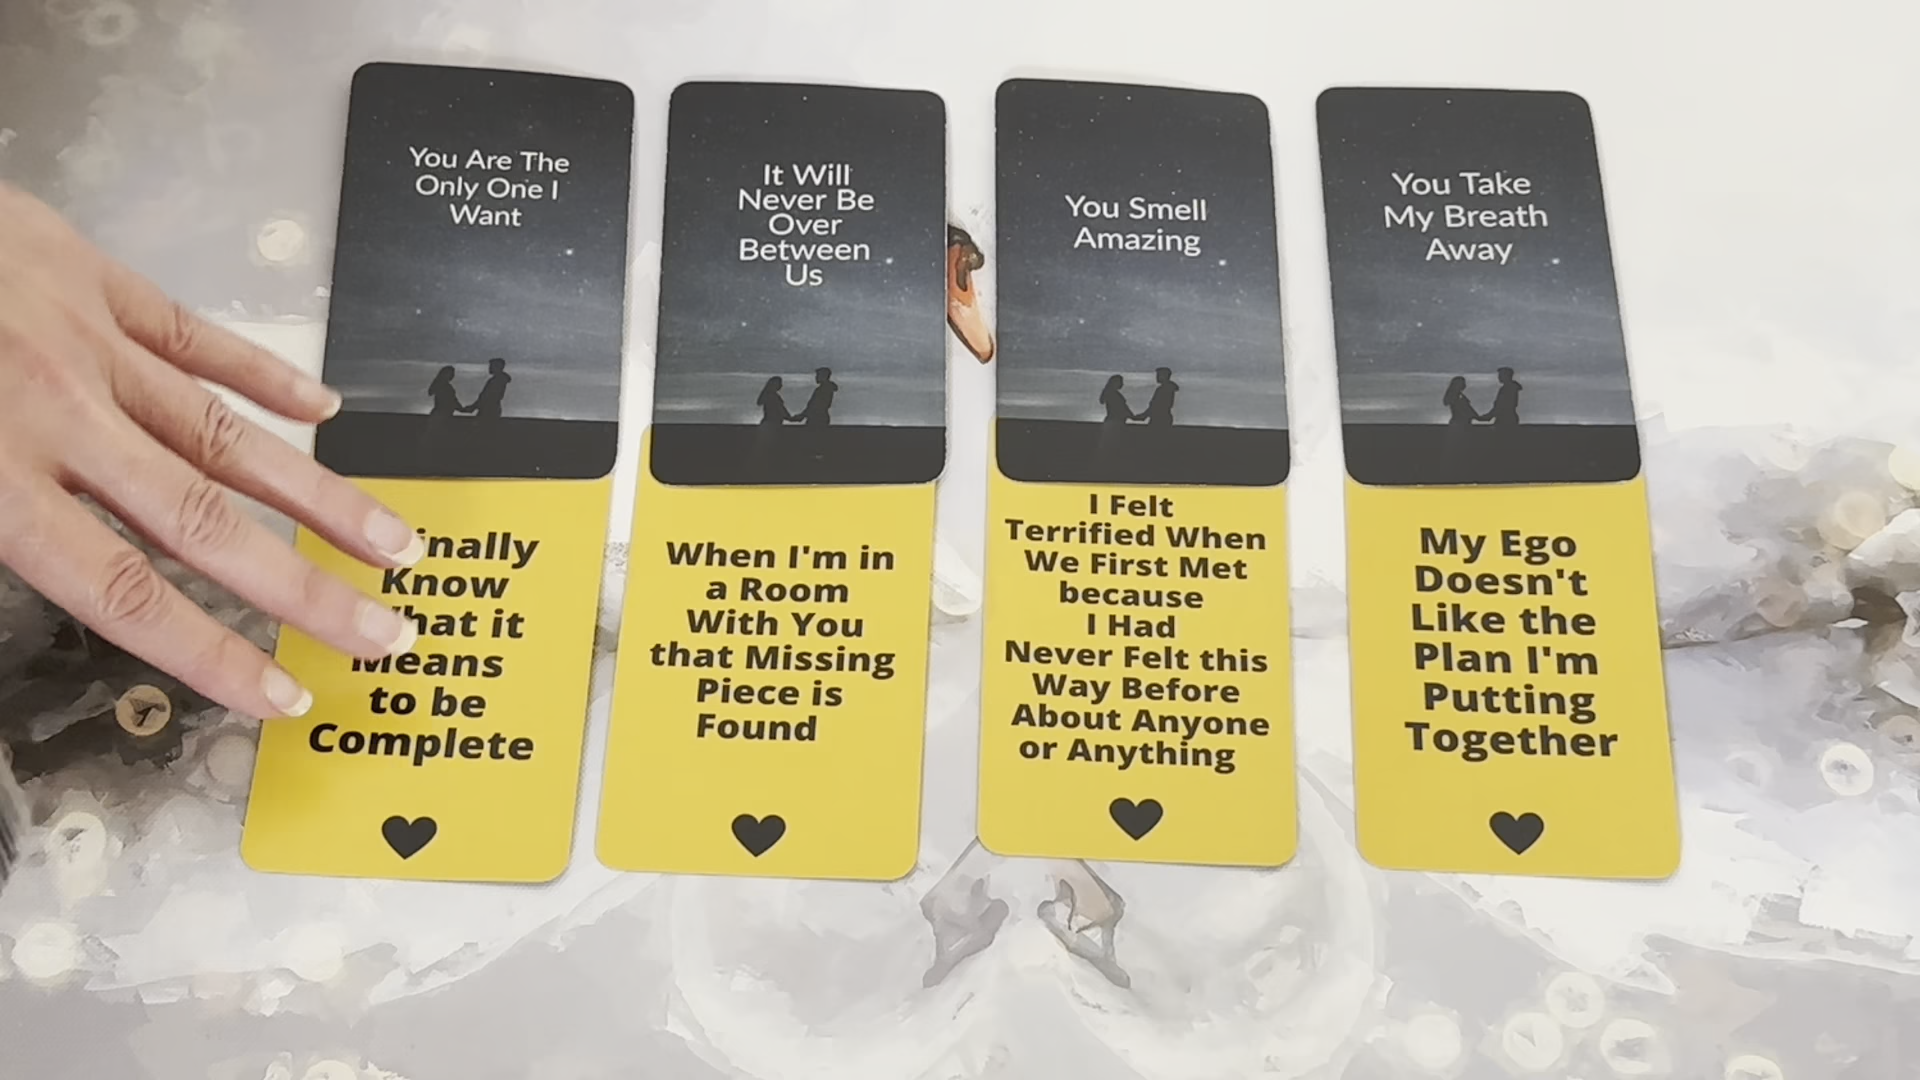 You Are The
Only One I
Want
It Will
Never Be
Over
Between
Us
You Smell
Amazing
You Take
My Breath
Away
inally
Know
hat it
Means
to be
Complete
When I'm in
a Room
With You
that Missing
Piece is
Found
I Felt
Terrified When
We First Met
because
I Had
Never Felt this
Way Before
About Anyone
or Anything
My Ego
Doesn't
Like the
Plan I'm
Putting
Together